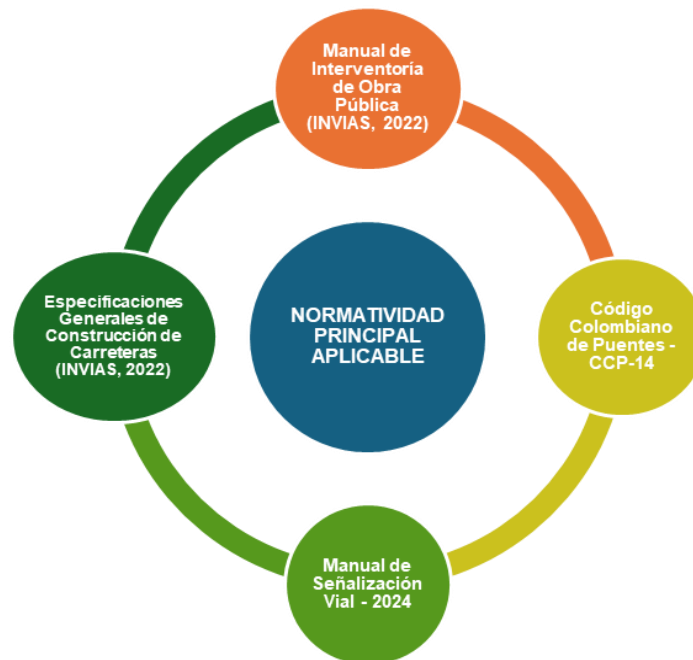 Manual de
Interventoría
de Obra
Pública
(INVIAS, 2022)
Especificaciones
Generales de
Construcción de
Carreteras
(INVIAS, 2022)
NORMATIVIDAD
PRINCIPAL
APLICABLE
Código
Colombiano
de Puentes -
CCP-14
Manual de
Señalización
Vial - 2024